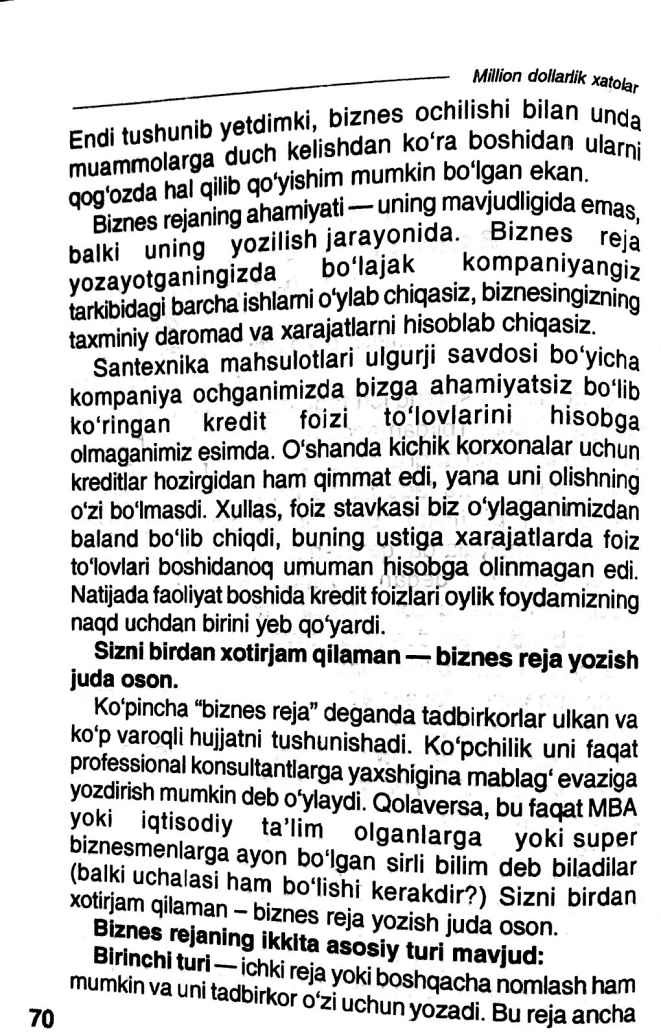 Million dollarlik xatolar
Endi tushunib yetdimki, biznes ochilishi bilan unda
muammolarga duch kelishdan ko‘ra boshidan ularni
qog‘ozda hal qilib qo‘yishim mumkin bo‘lgan ekan.
Biznes rejaning ahamiyati — uning mavjudligida emas,
balki uning yozilish jarayonida. Biznes reja
yozayotganingizda bo‘lajak kompaniyangiz
tarkibidagi barcha ishlarni o‘ylab chiqasiz, biznesingizning
taxminiy daromad va xarajatlarni hisoblab chiqasiz.
Santexnika mahsulotlari ulgurji savdosi bo‘yicha
kompaniya ochganimizda bizga ahamiyatsiz bo‘lib
ko‘ringan kredit foizi to‘lovlarini hisobga
olmaganimiz esimda. O‘shanda kichik korxonalar uchun
kreditlar hozirgidan ham qimmat edi, yana uni olishning
o‘zi bo‘lmasdi. Xullas, foiz stavkasi biz o‘ylaganimizdan
baland bo‘lib chiqdi, buning ustiga xarajatlarda foiz
to‘lovlari boshidanoq umuman hisobga olinmagan edi.
Natijada faoliyat boshida kredit foizlari oylik foydamizning
naqd uchdan birini yeb qo‘yardi.
Sizni birdan xotirjam qilaman — biznes reja yozish
juda oson.
Ko‘pincha “biznes reja” deganda tadbirkorlar ulkan va
ko‘p varoqli hujjatni tushunishadi. Ko‘pchilik uni faqat
professional konsultantlarga yaxshigina mablag‘ evaziga
yozdirish mumkin deb o‘ylaydi. Qolaversa, bu faqat MBA
yoki iqtisodiy ta’lim olganlarga yoki super
biznesmenlarga ayon bo‘lgan sirli bilim deb biladilar
(balki uchalasi ham bo‘lishi kerakdir?) Sizni birdan
xotirjam qilaman – biznes reja yozish juda oson.
Biznes rejaning ikkita asosiy turi mavjud:
Birinchi turi — ichki reja yoki boshqacha nomlash ham
mumkin va uni tadbirkor o‘zi uchun yozadi. Bu reja ancha
70